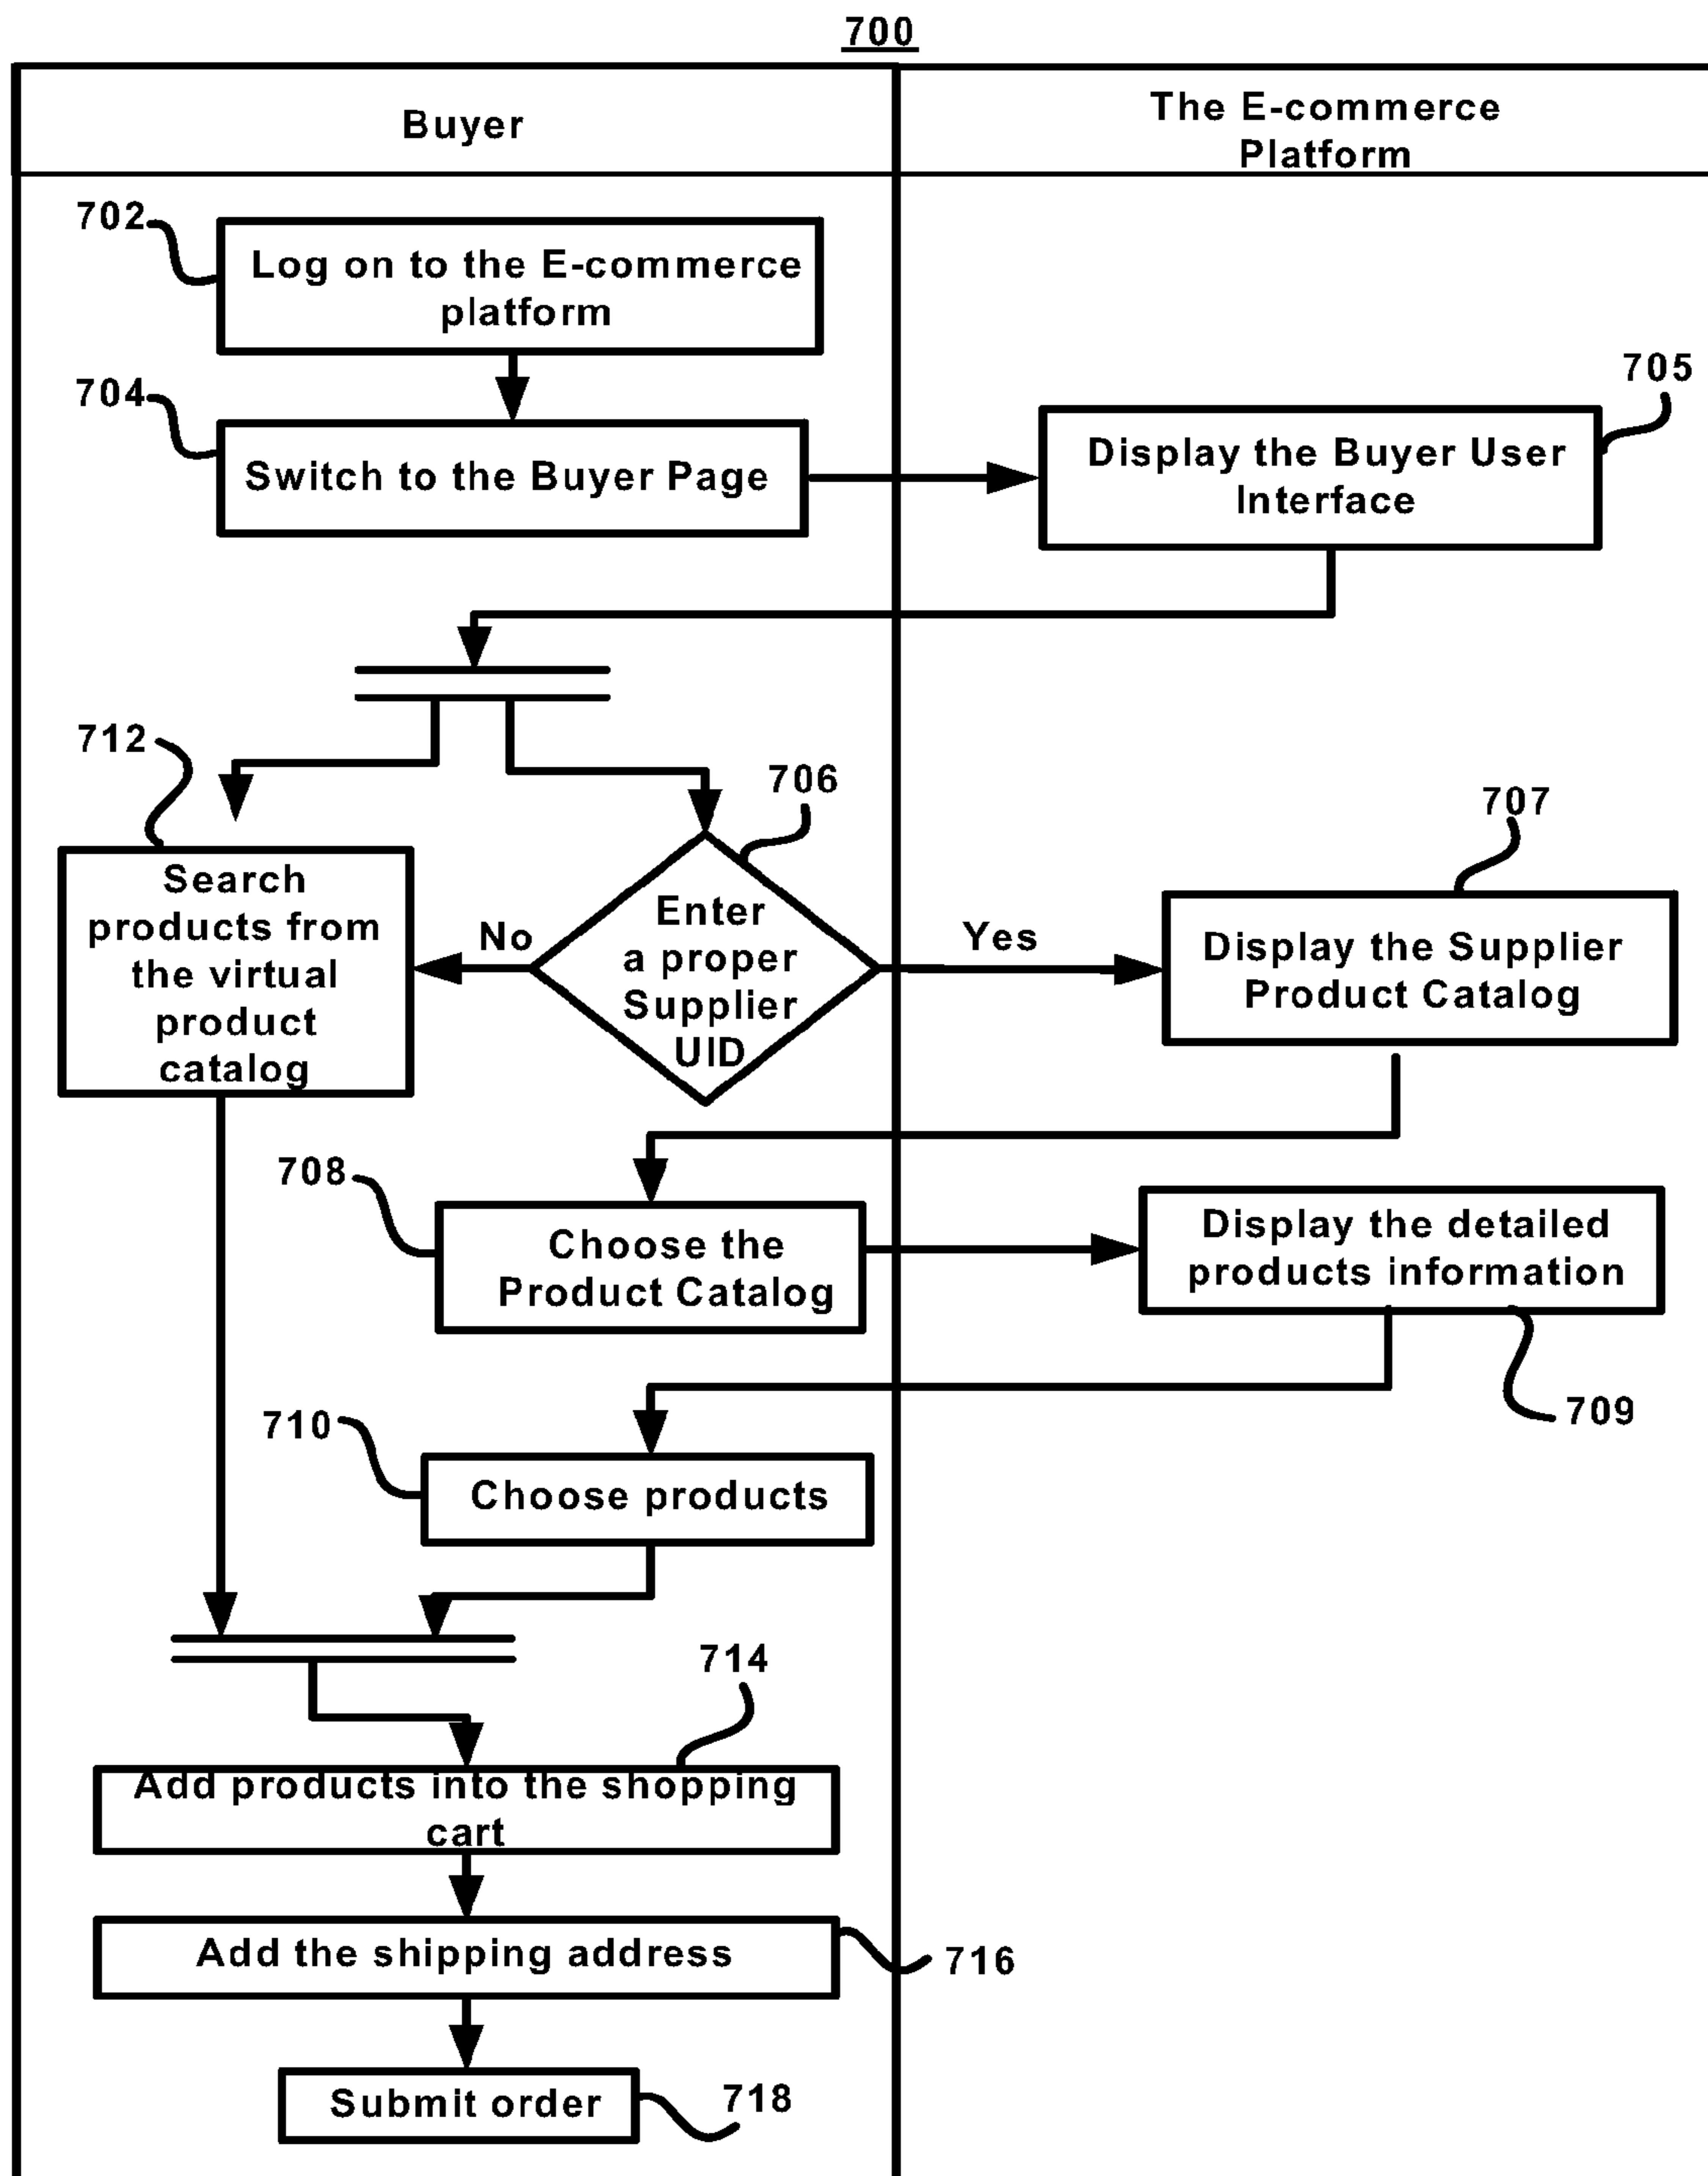 700
Buyer
The E-commerce
Platform
702
Log on to the E-commerce
platform
704
Switch to the Buyer Page
705
Display the Buyer User
Interface
712
706
707
Search
products from
the virtual
product
catalog
No
Enter
a proper
Supplier
UID
Yes
Display the Supplier
Product Catalog
708
Choose the
Product Catalog
Display the detailed
products information
709
710
Choose products
714
Add products into the shopping
cart
Add the shipping address
716
Submit order
718